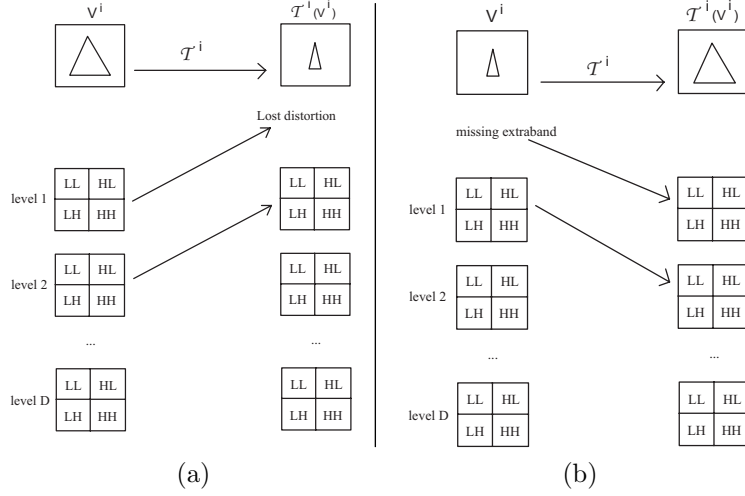 V^i
𝒯^i(V^i)
𝒯^i
Lost distortion
level 1
LL HL
LH HH
LL HL
LH HH
level 2
LL HL
LH HH
LL HL
LH HH
...
...
level D
LL HL
LH HH
LL HL
LH HH
(a)
V^i
𝒯^i(V^i)
𝒯^i
missing extraband
level 1
LL HL
LH HH
LL HL
LH HH
level 2
LL HL
LH HH
LL HL
LH HH
...
...
level D
LL HL
LH HH
LL HL
LH HH
(b)